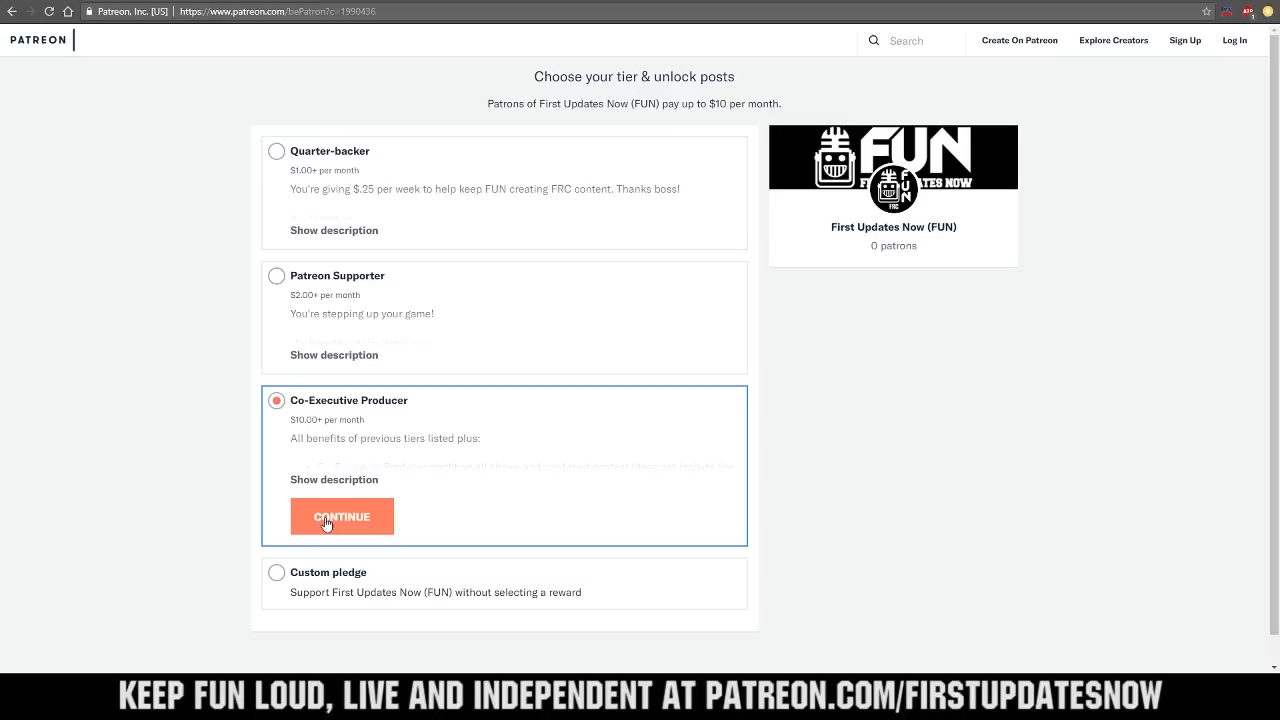 Patreon, Inc. [US] | https://www.patreon.com/bePatron?c=1990436
PATREON
Search
Create On Patreon
Explore Creators
Sign Up
Log In
Choose your tier & unlock posts
Patrons of First Updates Now (FUN) pay up to $10 per month.
Quarter-backer
$1.00+ per month
You're giving $.25 per week to help keep FUN creating FRC content. Thanks boss!
Show description
Patreon Supporter
$2.00+ per month
You're stepping up your game!
Show description
Co-Executive Producer
$10.00+ per month
All benefits of previous tiers listed plus:
Show description
CONTINUE
Custom pledge
Support First Updates Now (FUN) without selecting a reward
FUN
FUN
FRC
First Updates Now (FUN)
0 patrons
KEEP FUN LOUD, LIVE AND INDEPENDENT AT PATREON.COM/FIRSTUPDATESNOW